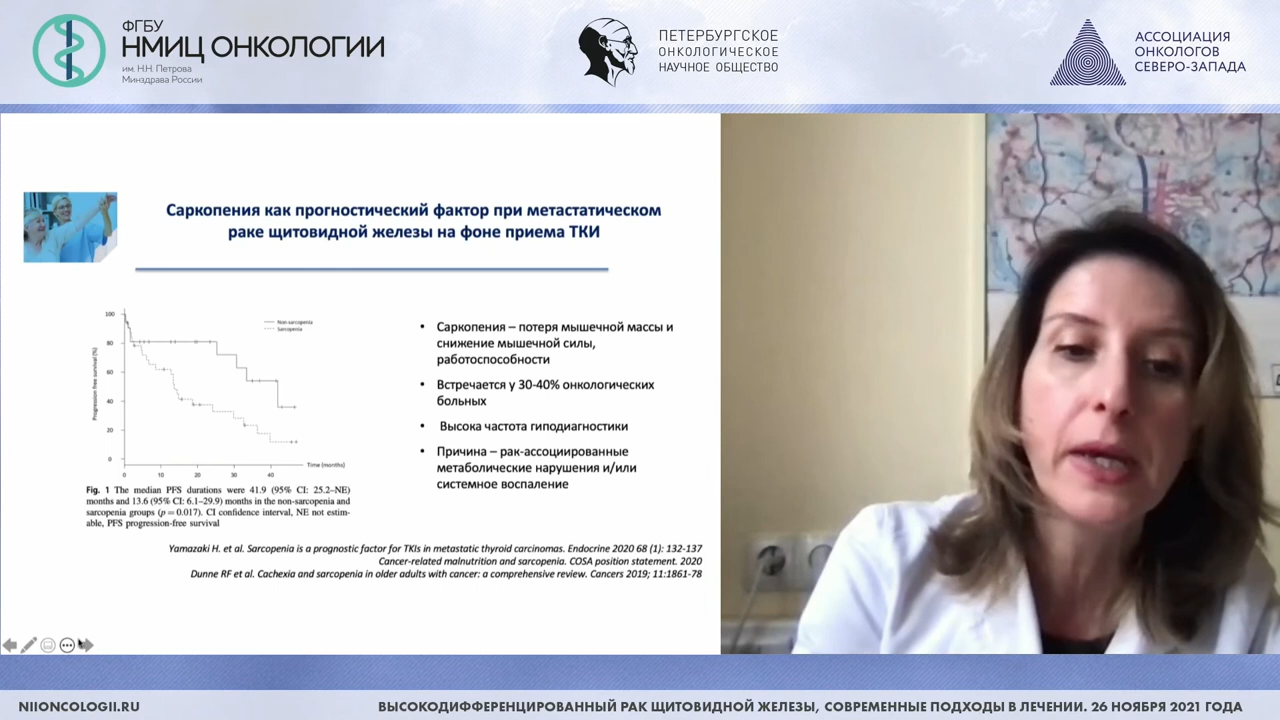 ФГБУ
НМИЦ ОНКОЛОГИИ
им. Н.Н. Петрова
Минздрава России
ПЕТЕРБУРГСКОЕ
ОНКОЛОГИЧЕСКОЕ
НАУЧНОЕ ОБЩЕСТВО
АССОЦИАЦИЯ
ОНКОЛОГОВ
СЕВЕРО-ЗАПАДА
Саркопения как прогностический фактор при метастатическом
раке щитовидной железы на фоне приема ТКИ
100
80
60
40
20
0
Progression free survival (%)
Non-sarcopenia
Sarcopenia
Time (months)
0 10 20 30 40
Fig. 1 The median PFS durations were 41.9 (95% CI: 25.2–NE)
months and 13.6 (95% CI: 6.1–29.9) months in the non-sarcopenia and
sarcopenia groups (p = 0.017). CI confidence interval, NE not estim-
able, PFS progression-free survival
• Саркопения – потеря мышечной массы и
снижение мышечной силы,
работоспособности
• Встречается у 30-40% онкологических
больных
• Высока частота гиподиагностики
• Причина – рак-ассоциированные
метаболические нарушения и/или
системное воспаление
Yamazaki H. et al. Sarcopenia is a prognostic factor for TKIs in metastatic thyroid carcinomas. Endocrine 2020 68 (1): 132-137
Cancer-related malnutrition and sarcopenia. COSA position statement. 2020
Dunne RF et al. Cachexia and sarcopenia in older adults with cancer: a comprehensive review. Cancers 2019; 11:1861-78
NIIONCOLOGII.RU
ВЫСОКОДИФФЕРЕНЦИРОВАННЫЙ РАК ЩИТОВИДНОЙ ЖЕЛЕЗЫ, СОВРЕМЕННЫЕ ПОДХОДЫ В ЛЕЧЕНИИ. 26 НОЯБРЯ 2021 ГОДА